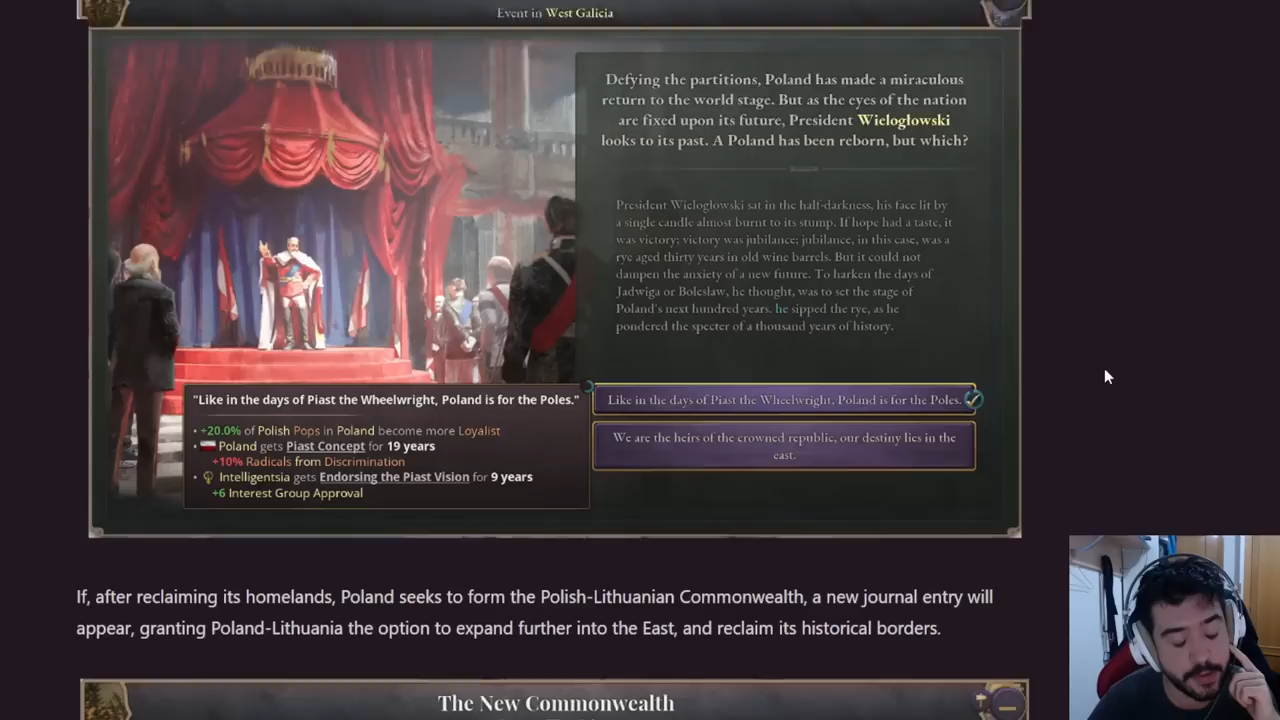 Event in West Galicia
Defying the partitions, Poland has made a miraculous
return to the world stage. But as the eyes of the nation
are fixed upon its future, President Wielogłowski
looks to its past. A Poland has been reborn, but which?
President Wielogłowski sat in the half-darkness, his face lit by
a single candle almost burnt to its stump. If hope had a taste, it
was victory; victory was jubilance; jubilance, in this case, was a
rye aged thirty years in old wine barrels. But it could not
dampen the anxiety of a new future. To harken the days of
Jadwiga or Bolesław, he thought, was to set the stage of
Poland's next hundred years. he sipped the rye, as he
pondered the specter of a thousand years of history.
"Like in the days of Piast the Wheelwright, Poland is for the Poles."
• +20.0% of Polish Pops in Poland become more Loyalist
• Poland gets Piast Concept for 19 years
+10% Radicals from Discrimination
• Intelligentsia gets Endorsing the Piast Vision for 9 years
+6 Interest Group Approval
Like in the days of Piast the Wheelwright, Poland is for the Poles.
We are the heirs of the crowned republic, our destiny lies in the
east.
If, after reclaiming its homelands, Poland seeks to form the Polish-Lithuanian Commonwealth, a new journal entry will
appear, granting Poland-Lithuania the option to expand further into the East, and reclaim its historical borders.
The New Commonwealth